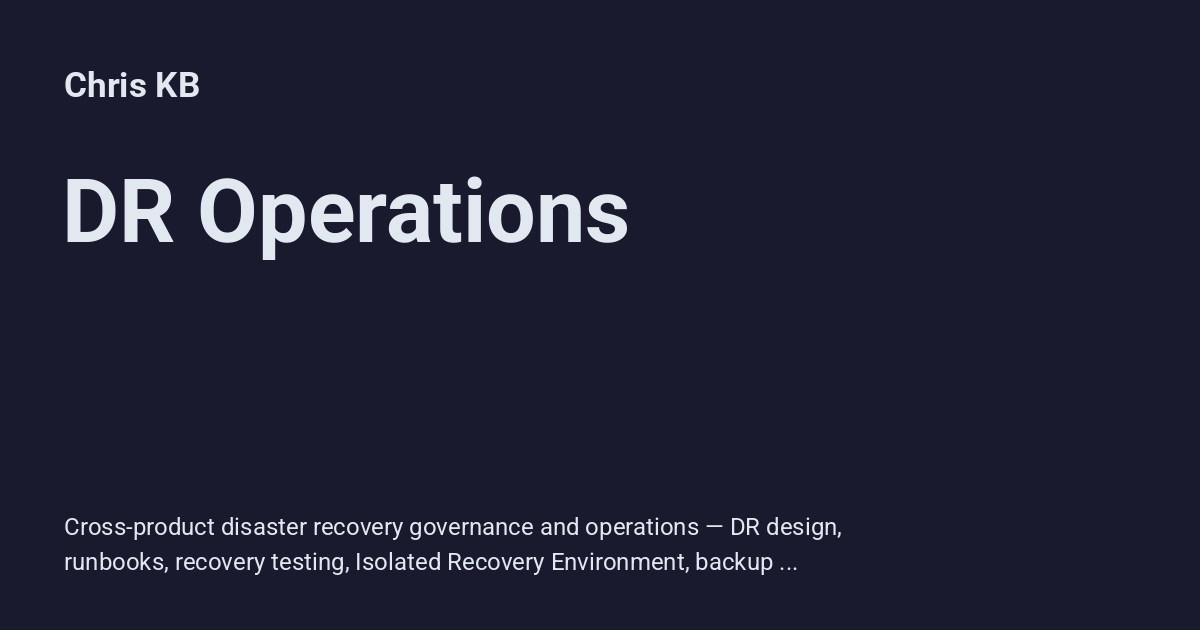 Chris KB
DR Operations
Cross-product disaster recovery governance and operations — DR design,
runbooks, recovery testing, Isolated Recovery Environment, backup ...